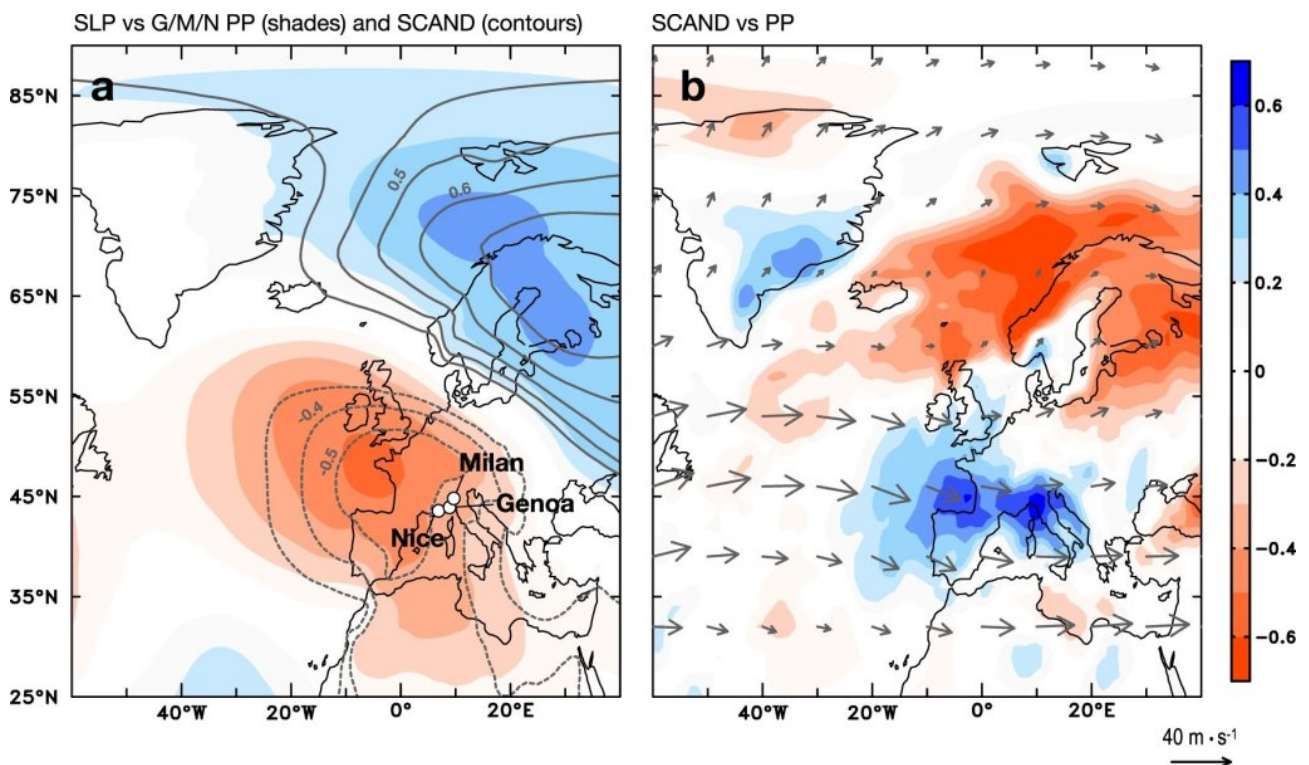 SLP vs G/M/N PP (shades) and SCAND (contours)
SCAND vs PP
a
b
85°N
75°N
65°N
55°N
45°N
35°N
25°N
0.5
0.6
-0.4
-0.5
Milan
Genoa
Nice
40°W
20°W
0°
20°E
40°W
20°W
0°
20°E
0.6
0.4
0.2
0
−0.2
−0.4
−0.6
40 m · s⁻¹